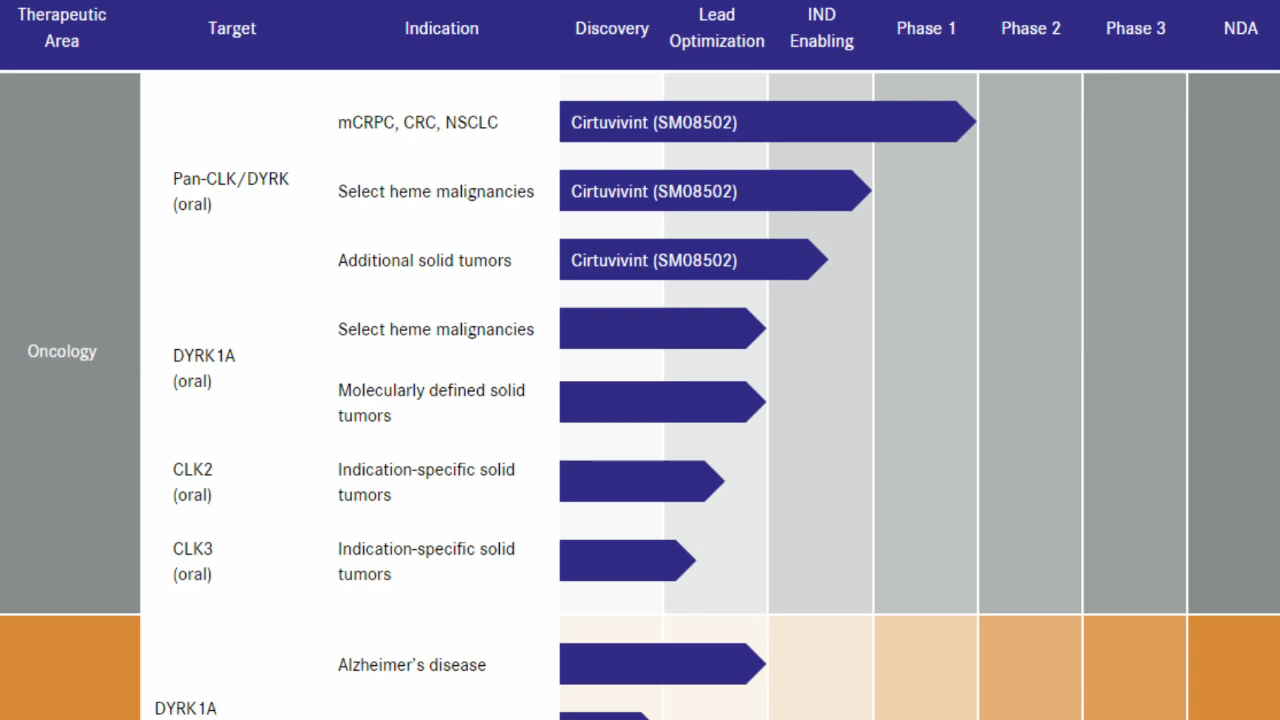 Therapeutic
Area
Target
Indication
Discovery
Lead
Optimization
IND
Enabling
Phase 1
Phase 2
Phase 3
NDA
Oncology
Pan-CLK/DYRK
(oral)
mCRPC, CRC, NSCLC
Cirtuvivint (SM08502)
Select heme malignancies
Cirtuvivint (SM08502)
Additional solid tumors
Cirtuvivint (SM08502)
DYRK1A
(oral)
Select heme malignancies
Molecularly defined solid
tumors
CLK2
(oral)
Indication-specific solid
tumors
CLK3
(oral)
Indication-specific solid
tumors
Alzheimer's disease
DYRK1A